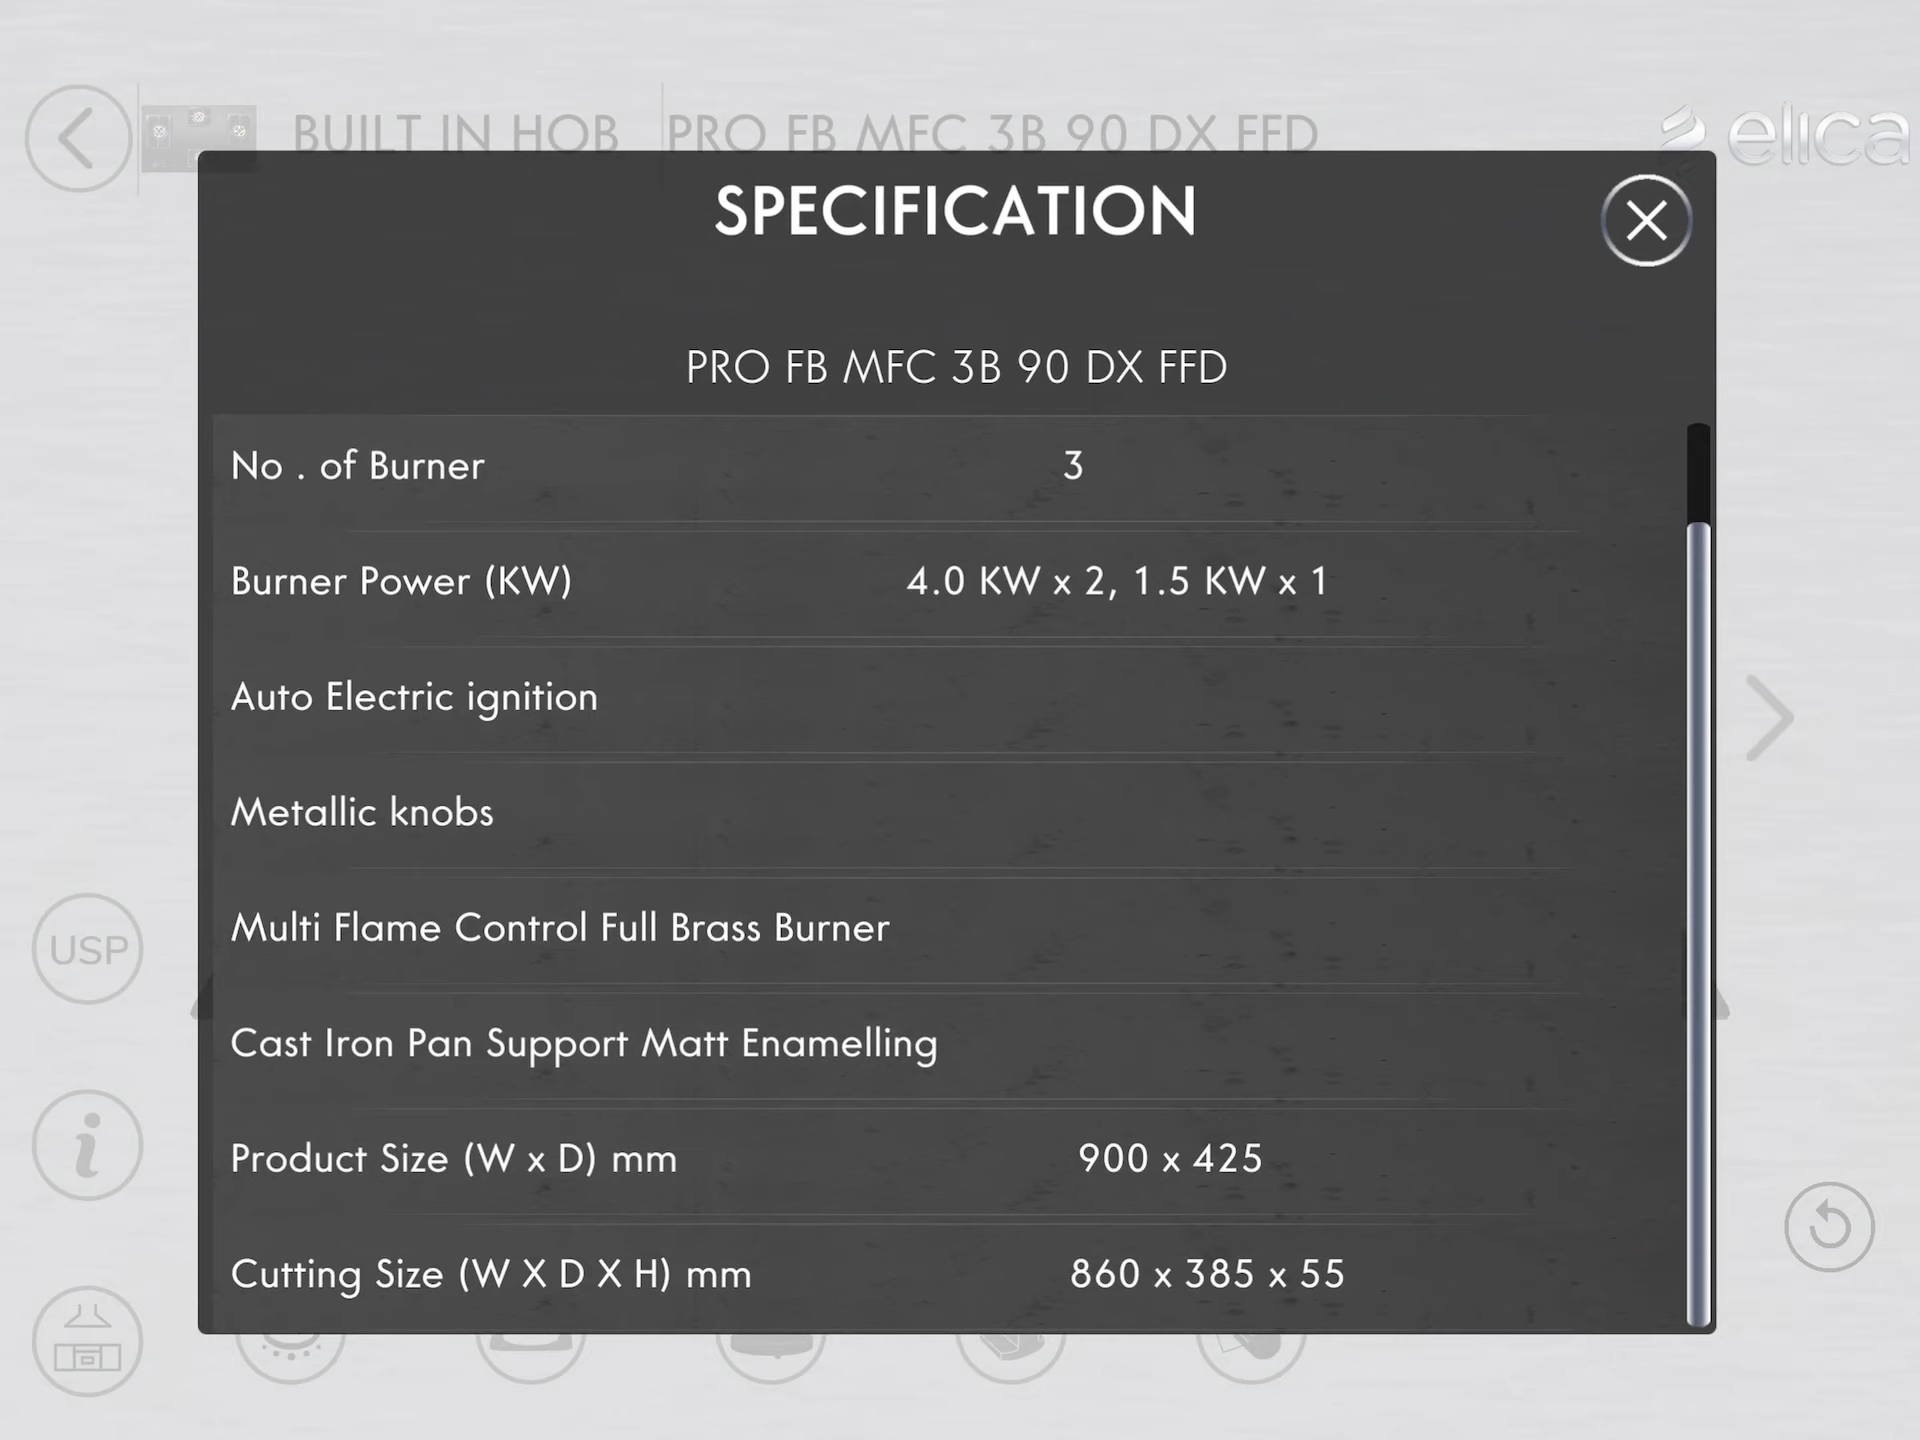 BUILT IN HOB PRO FB MFC 3B 90 DX FFD
elica
SPECIFICATION
PRO FB MFC 3B 90 DX FFD
No . of Burner 3
Burner Power (KW) 4.0 KW x 2, 1.5 KW x 1
Auto Electric ignition
Metallic knobs
Multi Flame Control Full Brass Burner
USP
Cast Iron Pan Support Matt Enamelling
Product Size (W x D) mm 900 x 425
Cutting Size (W X D X H) mm 860 x 385 x 55